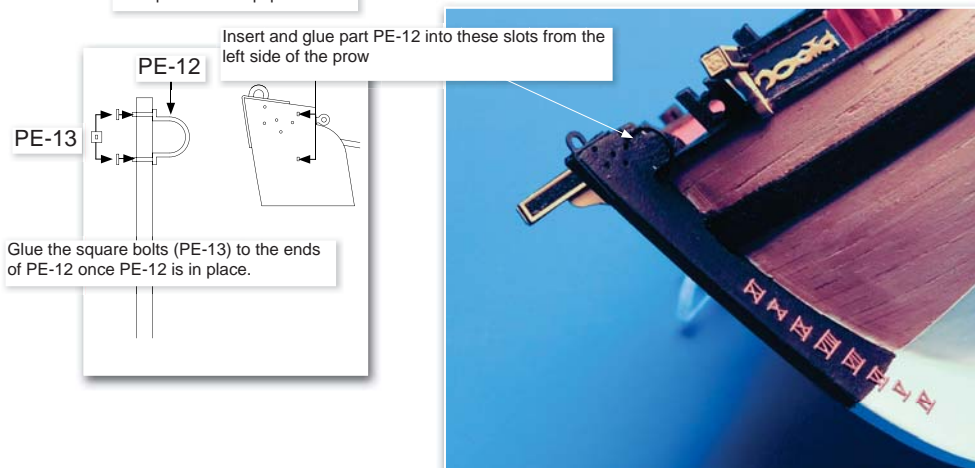 Insert and glue part PE-12 into these slots from the
left side of the prow
PE-12
PE-13
Glue the square bolts (PE-13) to the ends
of PE-12 once PE-12 is in place.